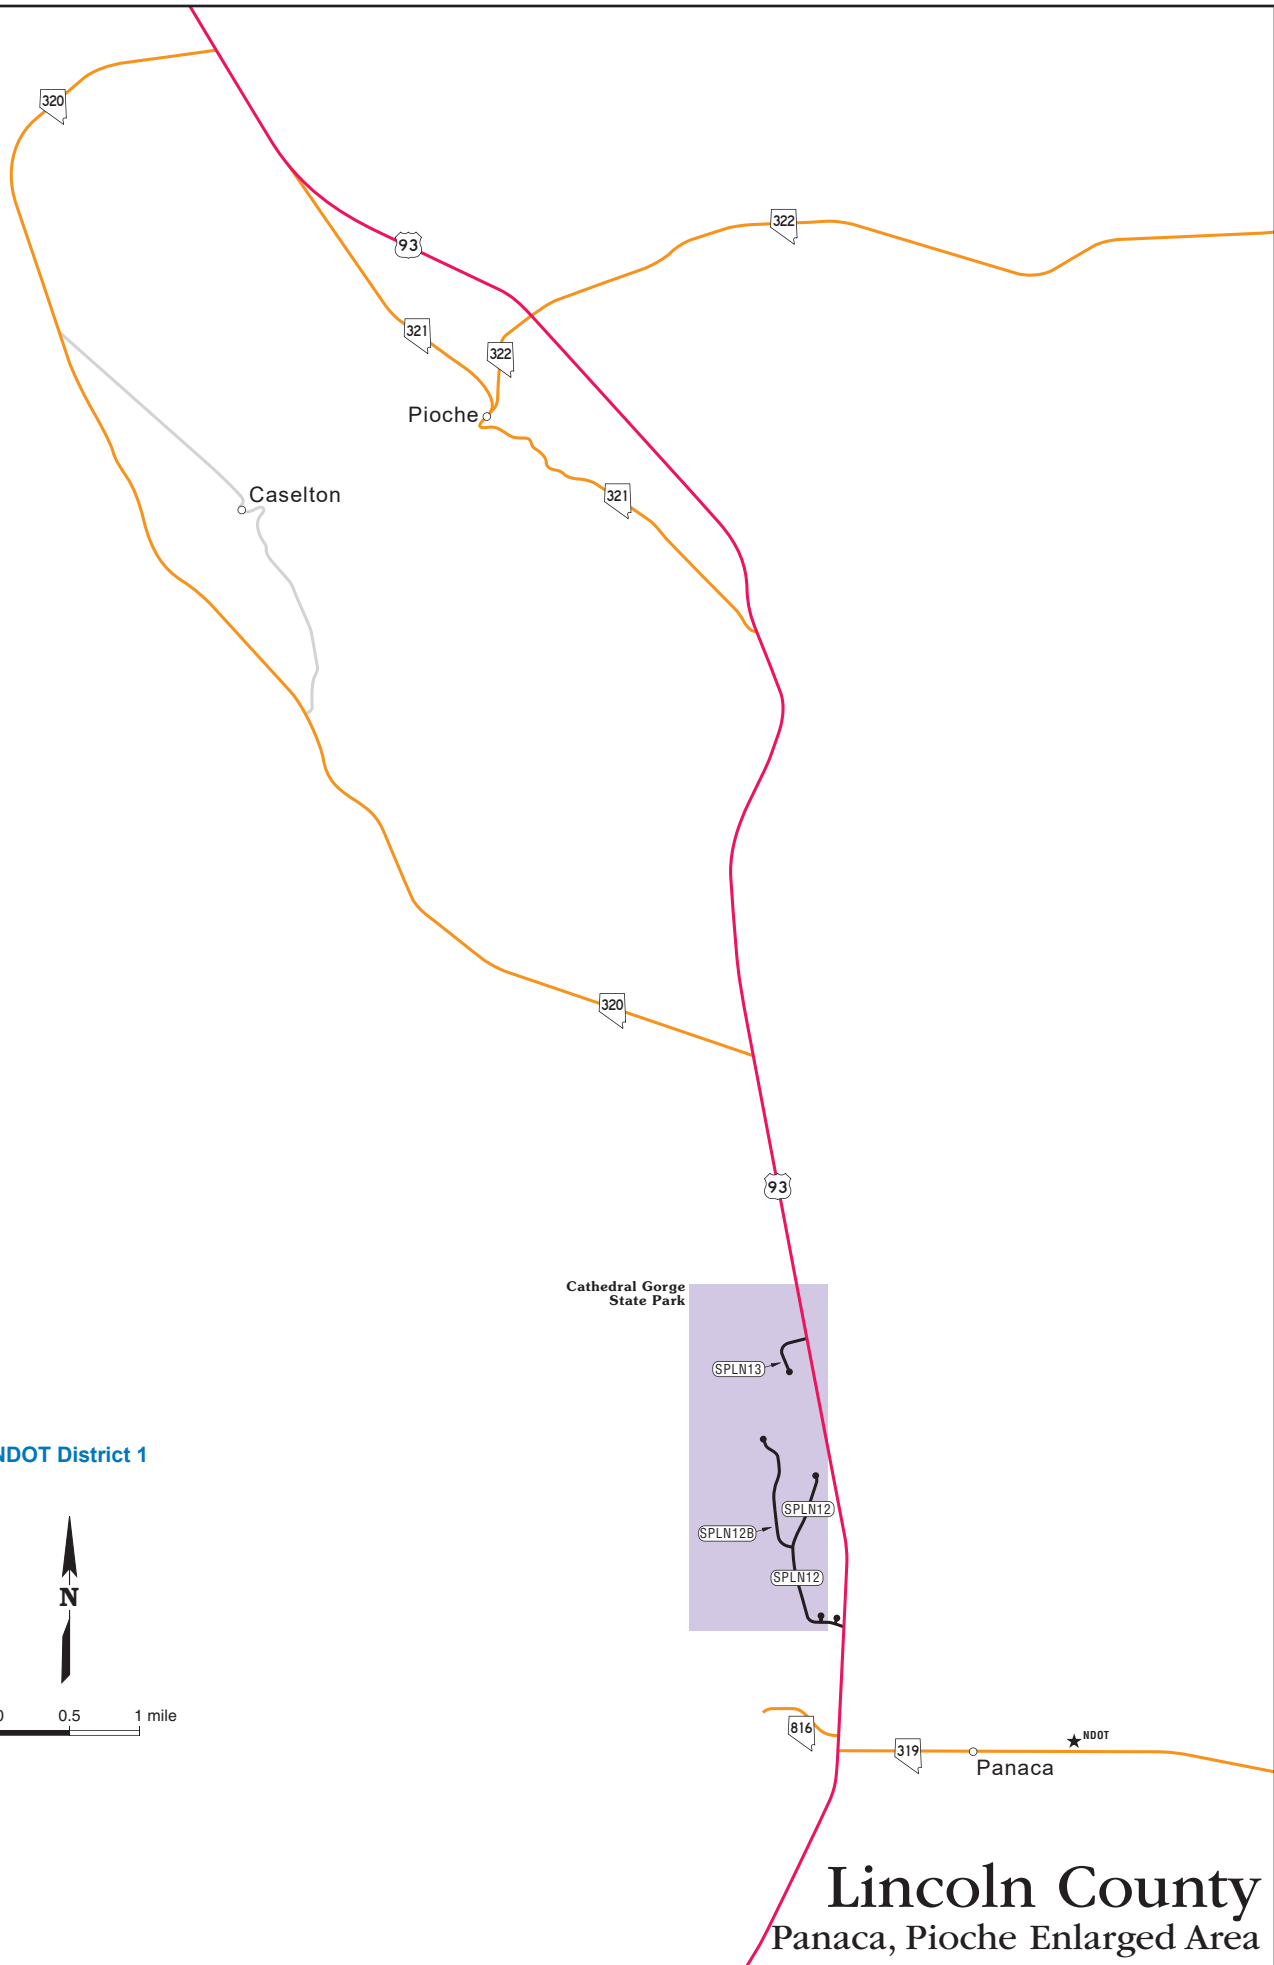 320
322
93
321
322
Pioche
Caselton
321
320
93
Cathedral Gorge
State Park
SPLN13
NDOT District 1
SPLN12
SPLN12B
SPLN12
N
0 0.5 1 mile
816
319
NDOT
Panaca
Lincoln County
Panaca, Pioche Enlarged Area